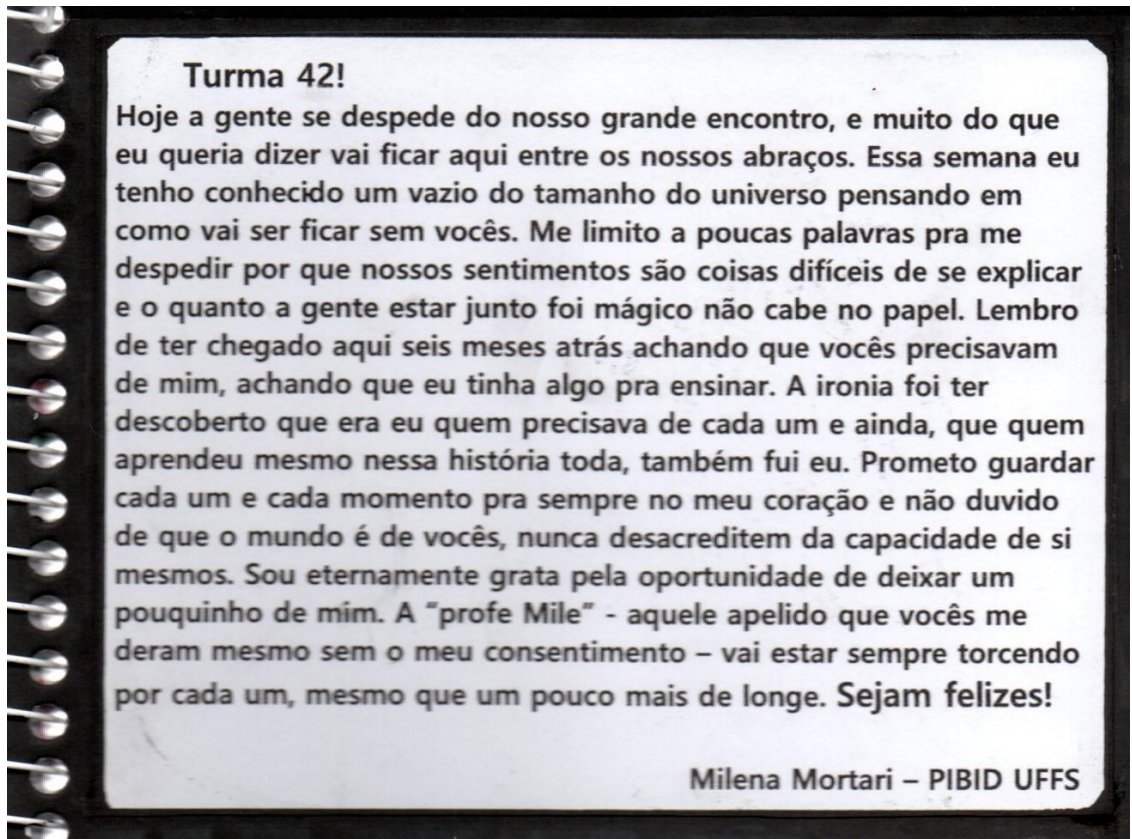 Turma 42!
Hoje a gente se despede do nosso grande encontro, e muito do que
eu queria dizer vai ficar aqui entre os nossos abraços. Essa semana eu
tenho conhecido um vazio do tamanho do universo pensando em
como vai ser ficar sem vocês. Me limito a poucas palavras pra me
despedir por que nossos sentimentos são coisas difíceis de se explicar
e o quanto a gente estar junto foi mágico não cabe no papel. Lembro
de ter chegado aqui seis meses atrás achando que vocês precisavam
de mim, achando que eu tinha algo pra ensinar. A ironia foi ter
descoberto que era eu quem precisava de cada um e ainda, que quem
aprendeu mesmo nessa história toda, também fui eu. Prometo guardar
cada um e cada momento pra sempre no meu coração e não duvido
de que o mundo é de vocês, nunca desacreditem da capacidade de si
mesmos. Sou eternamente grata pela oportunidade de deixar um
pouquinho de mim. A “profe Mile” - aquele apelido que vocês me
deram mesmo sem o meu consentimento – vai estar sempre torcendo
por cada um, mesmo que um pouco mais de longe. Sejam felizes!
Milena Mortari – PIBID UFFS